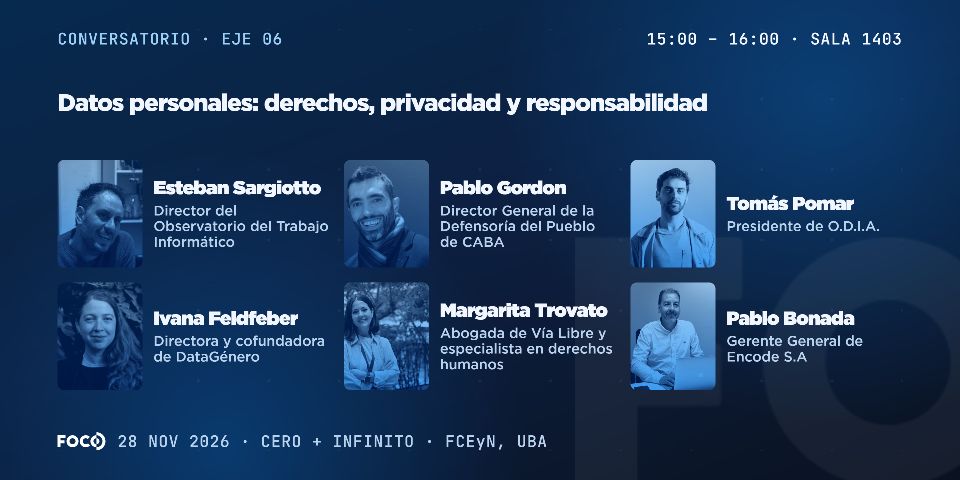 CONVERSATORIO · EJE 06
15:00 – 16:00 · SALA 1403
Datos personales: derechos, privacidad y responsabilidad
Esteban Sargiotto
Director del
Observatorio del Trabajo
Informático
Pablo Gordon
Director General de la
Defensoría del Pueblo
de CABA
Tomás Pomar
Presidente de O.D.I.A.
Ivana Feldfeber
Directora y cofundadora
de DataGénero
Margarita Trovato
Abogada de Vía Libre y
especialista en derechos
humanos
Pablo Bonada
Gerente General de
Encode S.A
FOCO 28 NOV 2026 · CERO + INFINITO · FCEyN, UBA
FO